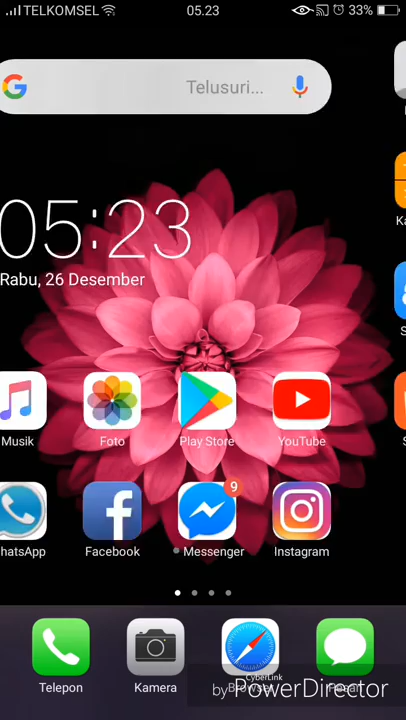 TELKOMSEL 05.23 33%
Telusuri...
05:23
Rabu, 26 Desember
Musik Foto Play Store YouTube
9
hatsApp Facebook Messenger Instagram
Telepon Kamera
CyberLink
by PowerDirector